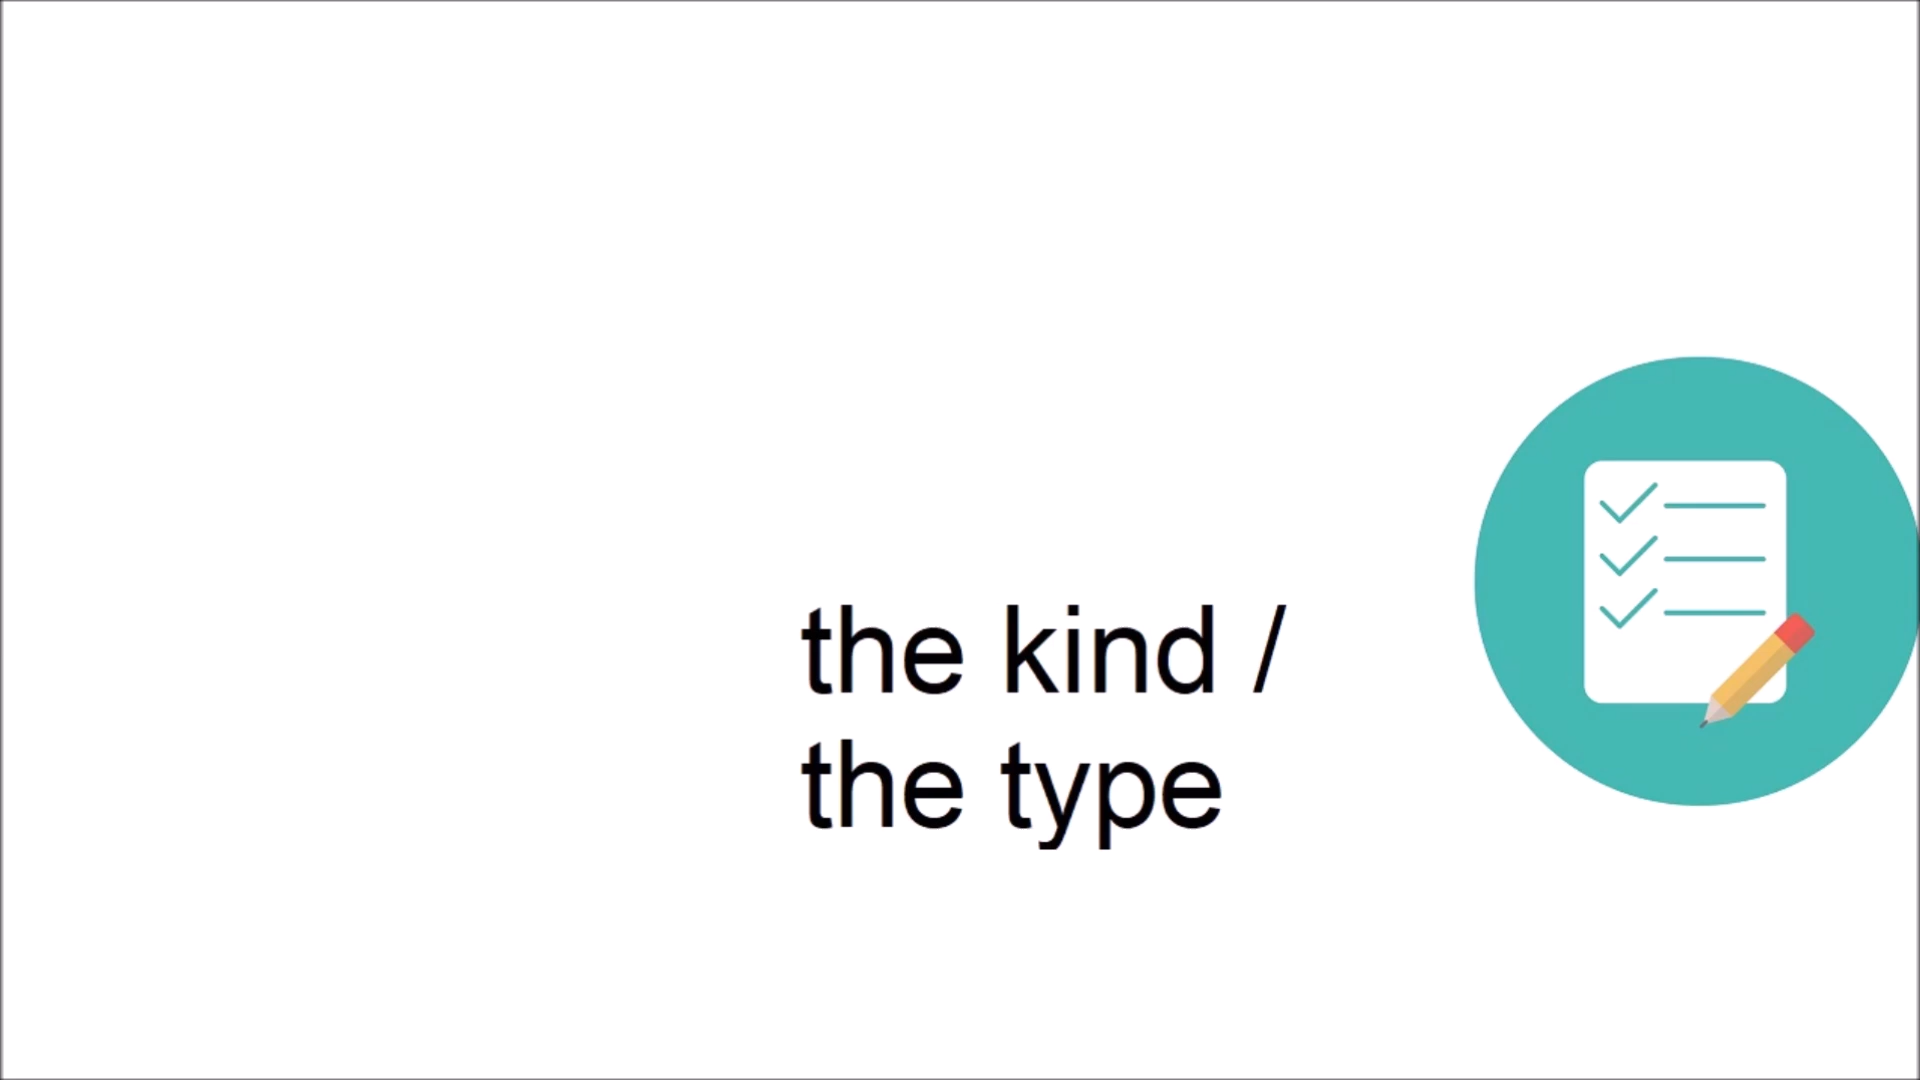 the kind /
the type